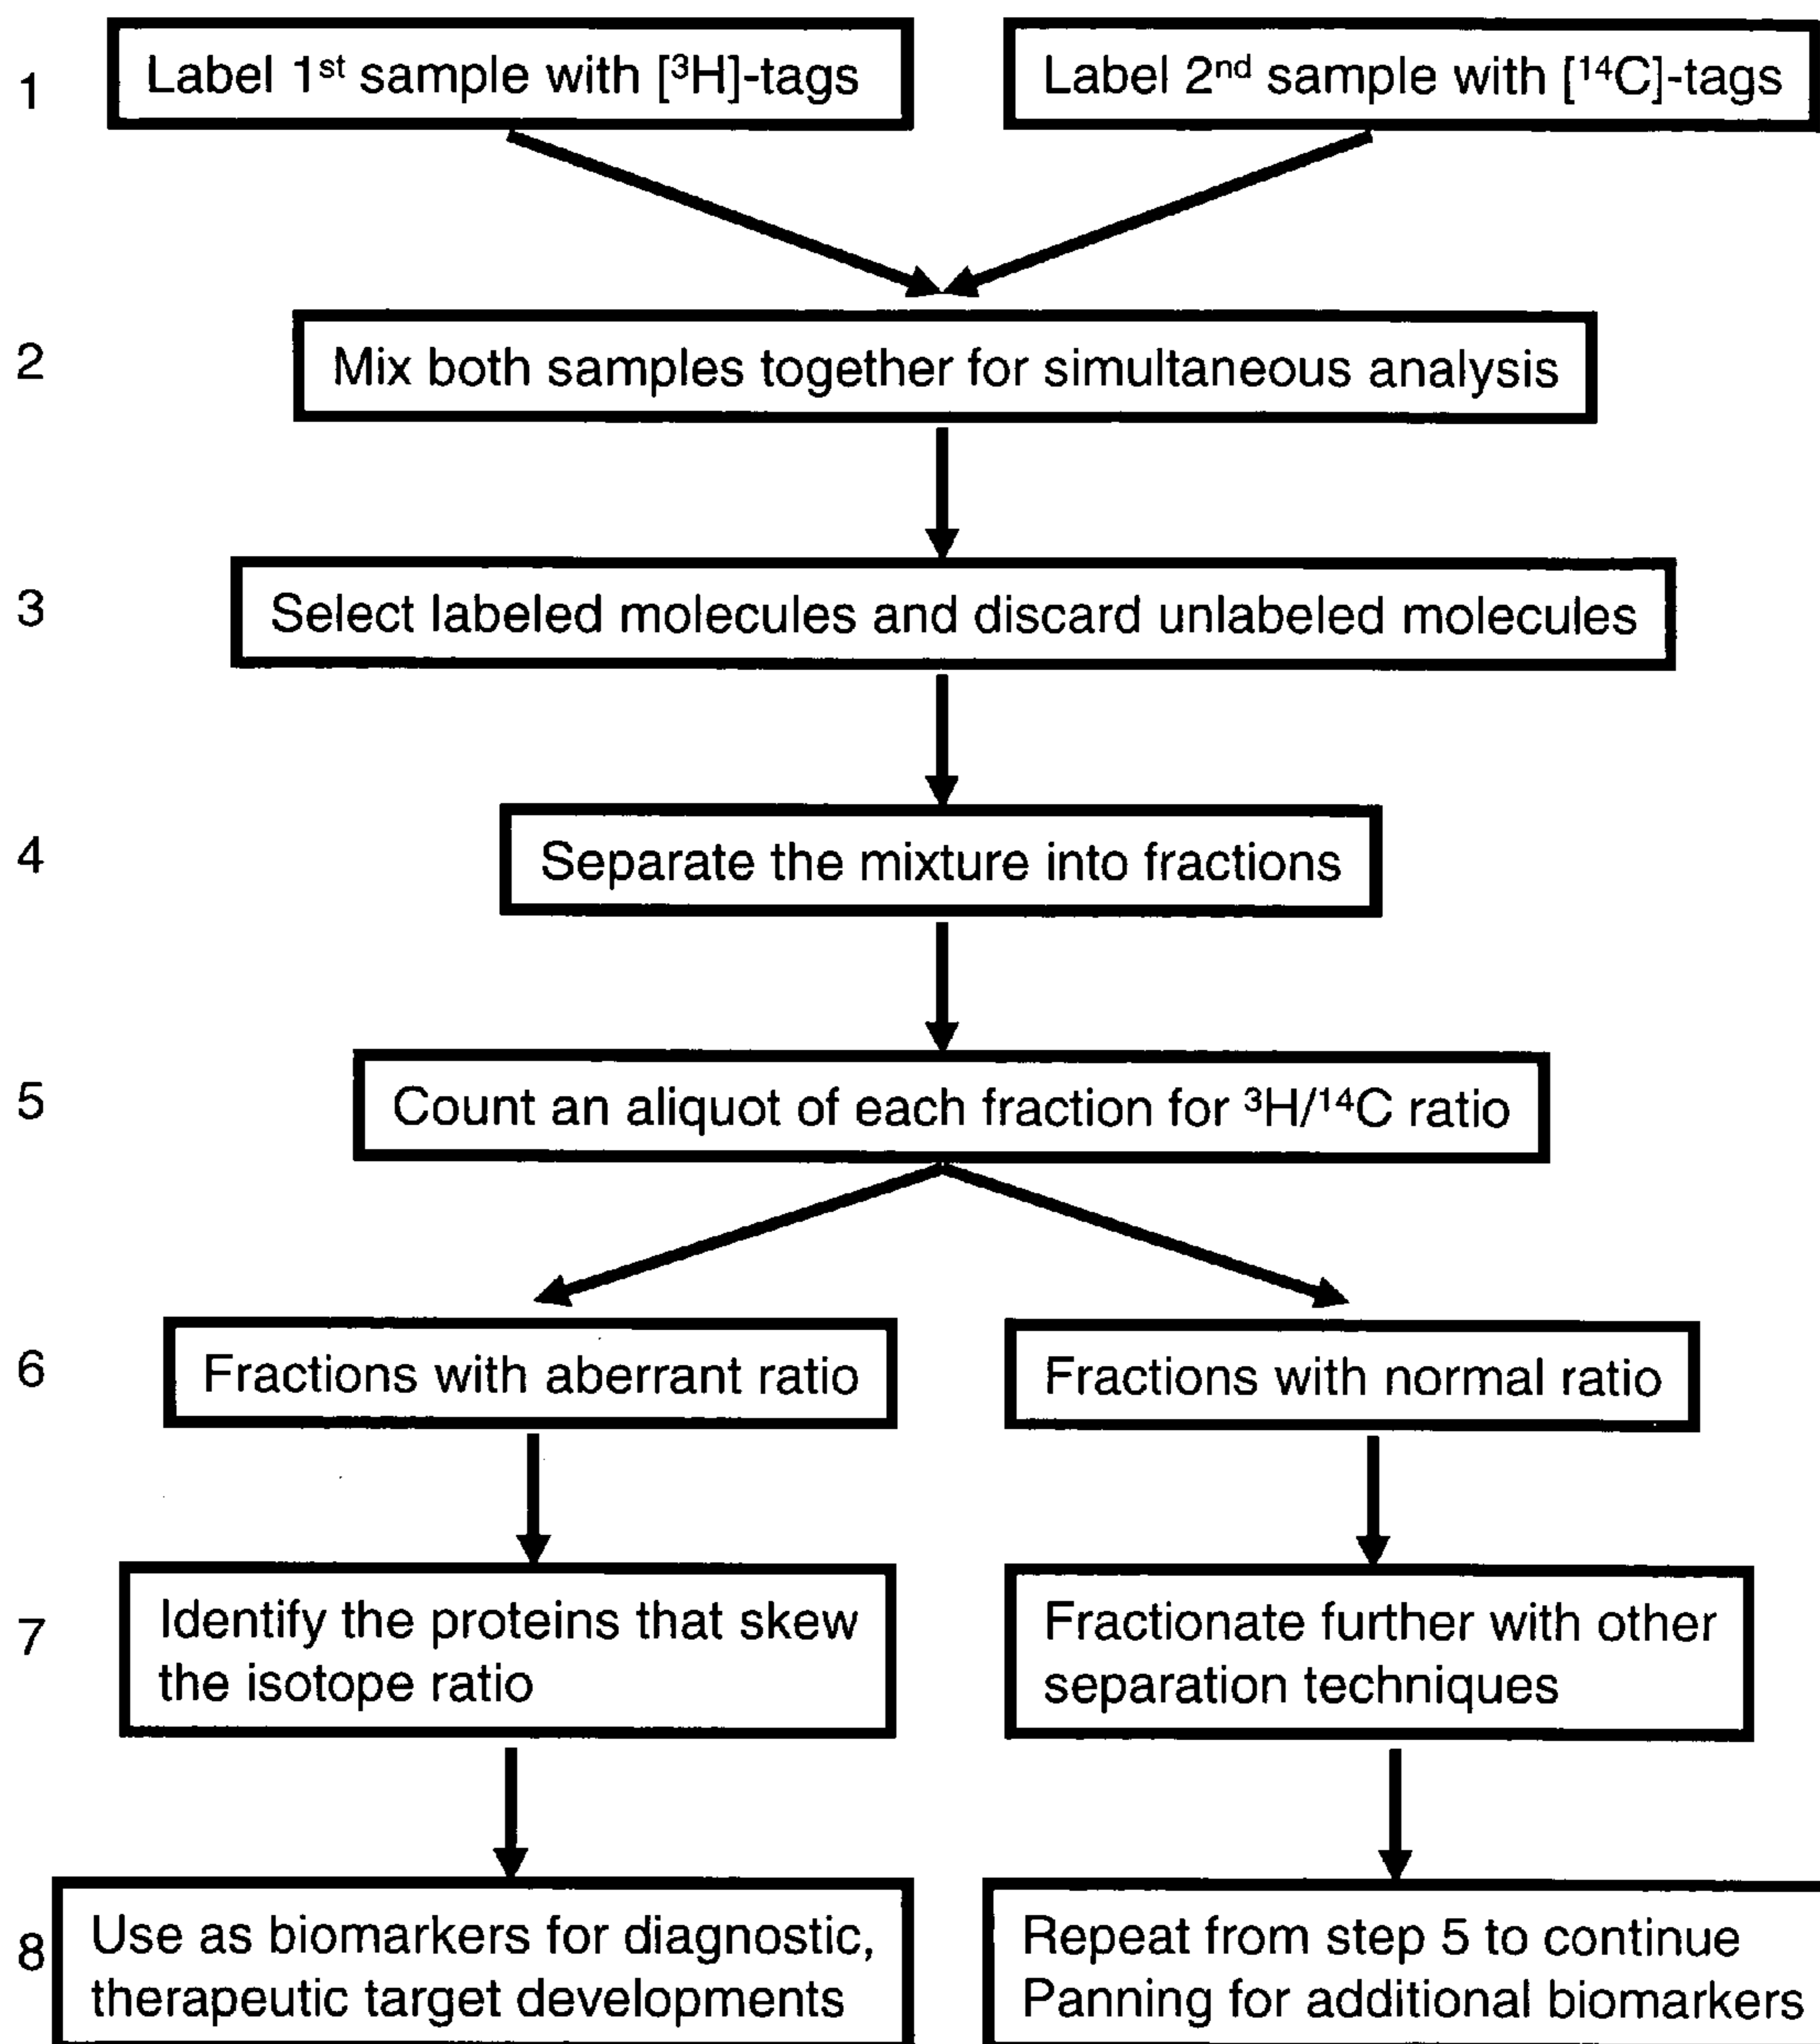 1
Label 1st sample with [³H]-tags
Label 2nd sample with [¹⁴C]-tags
2
Mix both samples together for simultaneous analysis
3
Select labeled molecules and discard unlabeled molecules
4
Separate the mixture into fractions
5
Count an aliquot of each fraction for ³H/¹⁴C ratio
6
Fractions with aberrant ratio
Fractions with normal ratio
7
Identify the proteins that skew
the isotope ratio
Fractionate further with other
separation techniques
8
Use as biomarkers for diagnostic,
therapeutic target developments
Repeat from step 5 to continue
Panning for additional biomarkers